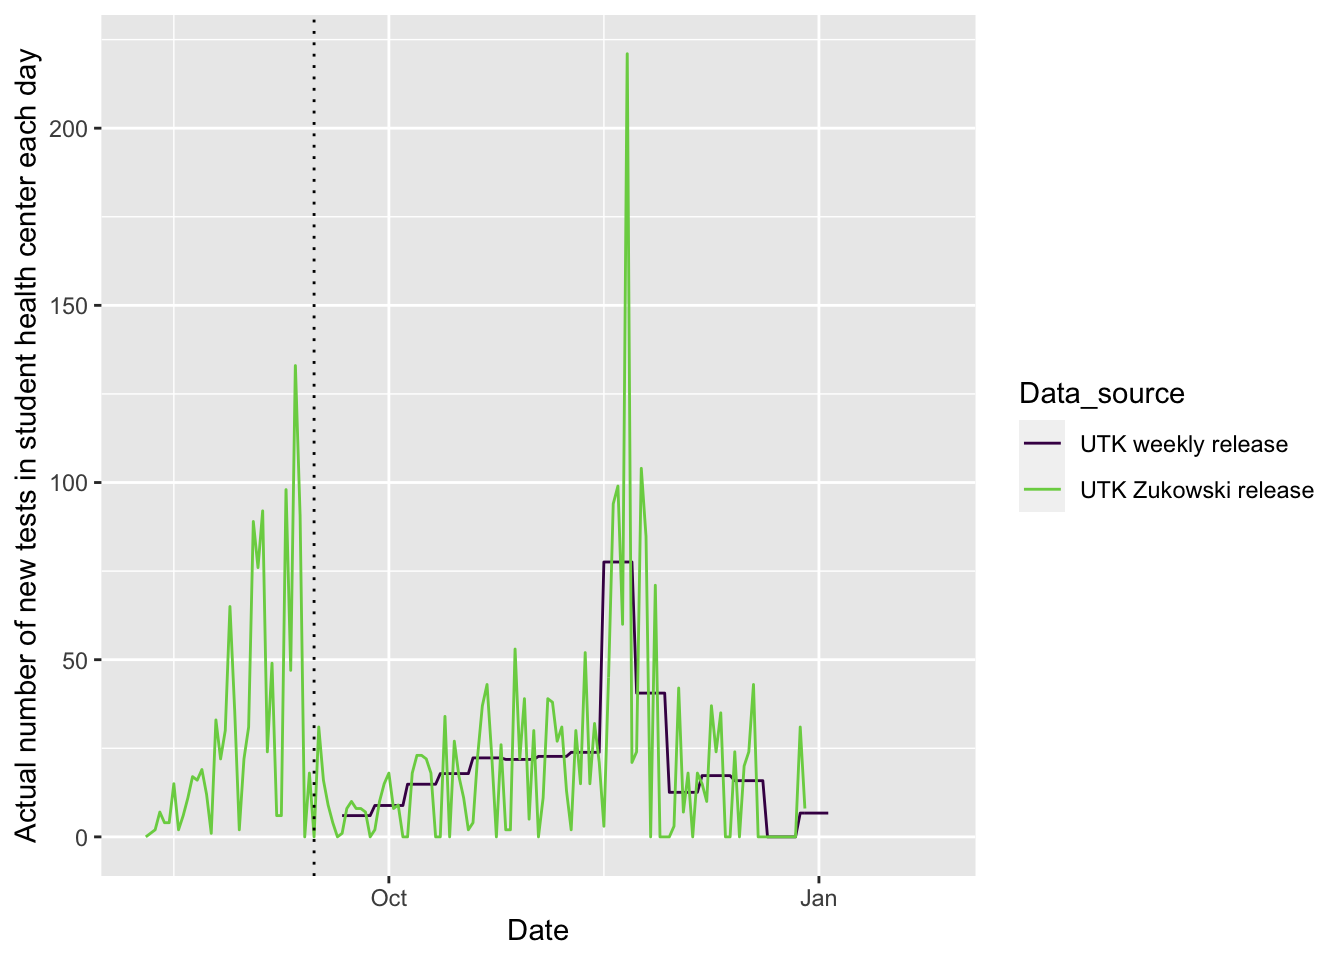 Actual number of new tests in student health center each day
200
150
100
50
0
Oct
Jan
Date
Data_source
UTK weekly release
UTK Zukowski release